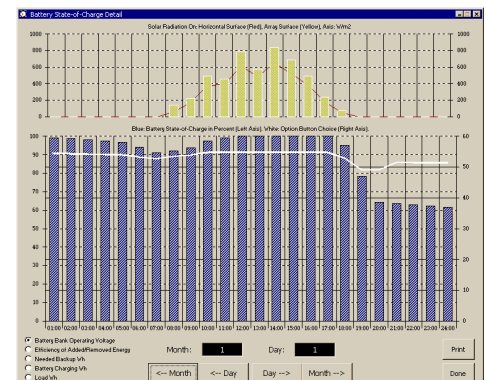 Battery State-of-Charge Detail
Solar Radiation On: Horizontal Surface (Red), Array Surface (Yellow), Axis: W/m2
1000 1000
800 800
600 600
400 400
200 200
0 0
Blue: Battery State-of-Charge in Percent (Left Axis). White: Option Button Choice (Right Axis).
100 60
90
80 50
70
60 40
50 30
40
30 20
20
10 10
0 0
01:00 02:00 03:00 04:00 05:00 06:00 07:00 08:00 09:00 10:00 11:00 12:00 13:00 14:00 15:00 16:00 17:00 18:00 19:00 20:00 21:00 22:00 23:00 24:00
Battery Bank Operating Voltage
Efficiency of Added/Removed Energy
Needed Backup Wh
Battery Charging Wh
Load Wh
Month: 1 Day: 1
<-- Month <-- Day Day --> Month -->
Print
Done